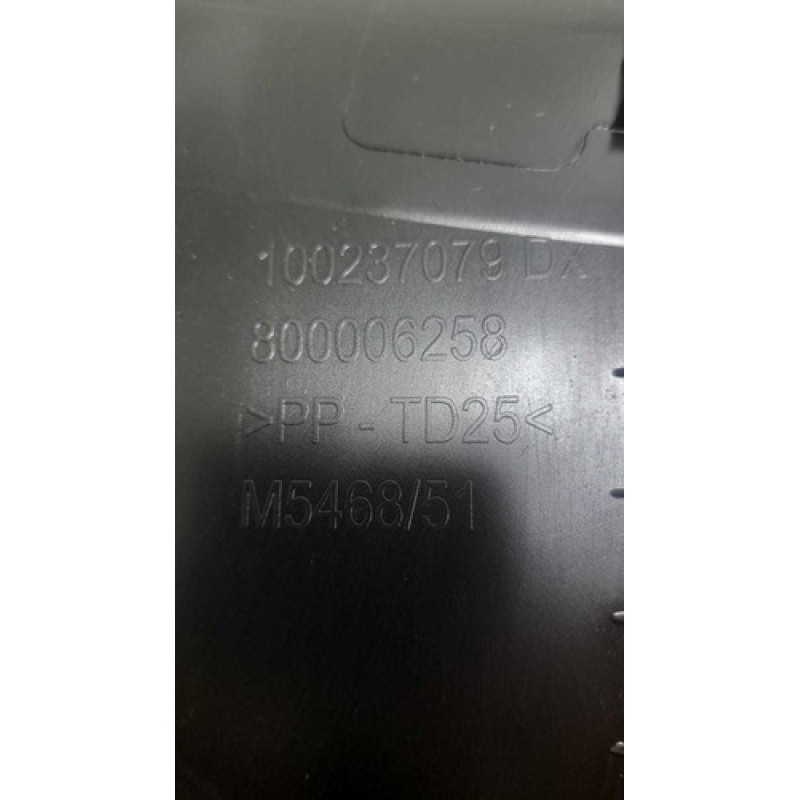 100237079 DX
800006258
>PP - TD25<
M5468/51